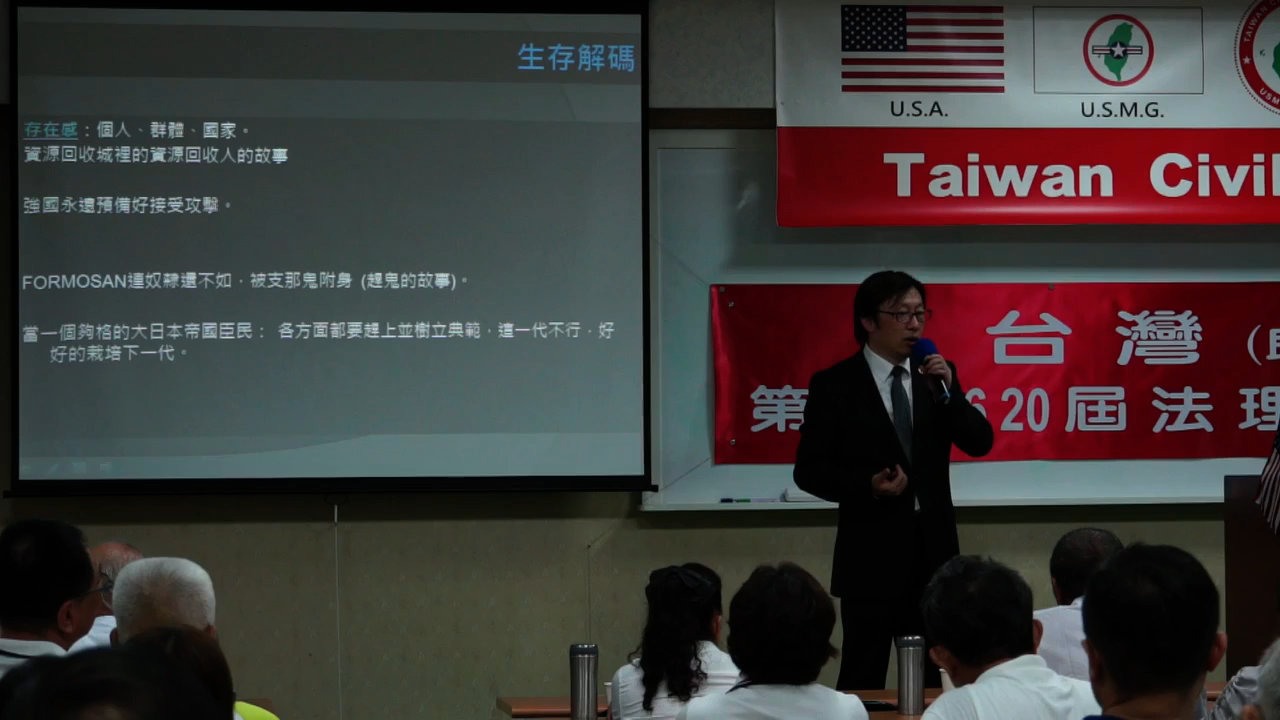 生存解碼
存在感：個人、群體、國家。
資源回收城裡的資源回收人的故事
強國永遠預備好接受攻擊。
FORMOSAN連奴隸還不如，被支那鬼附身 (趕鬼的故事)。
當一個夠格的大日本帝國臣民： 各方面都要趕上並樹立典範，這一代不行，好
好的栽培下一代。
U.S.A.
U.S.M.G.
Taiwan Civil
台灣
第 620屆法理